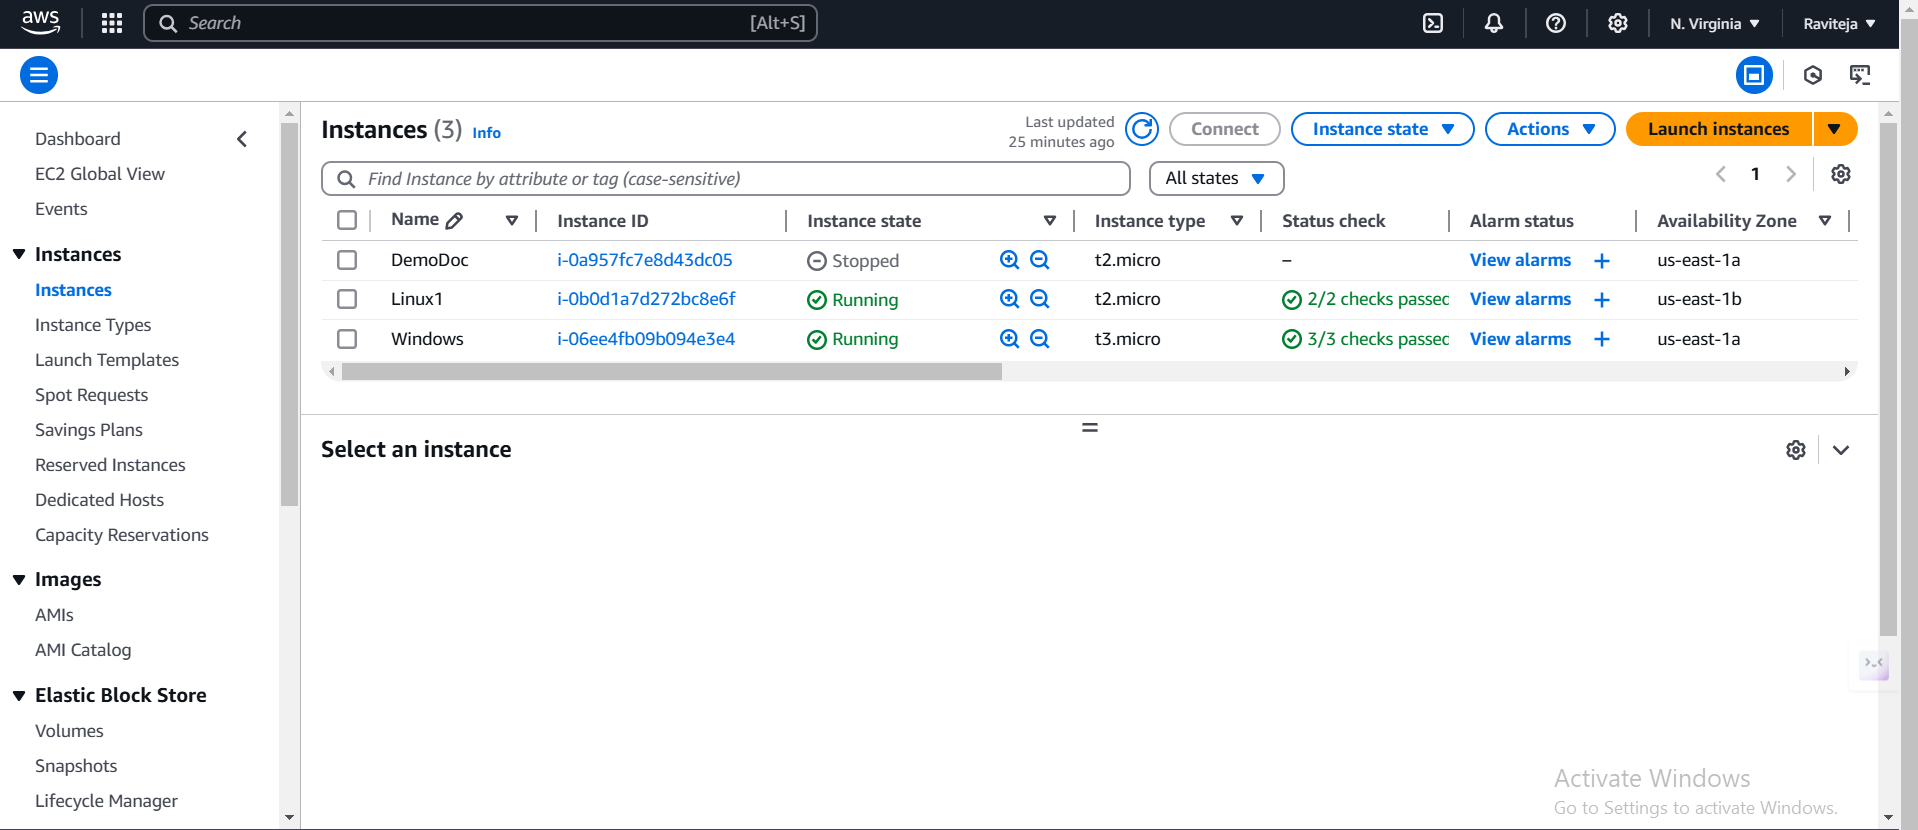 aws
Search [Alt+S]
N. Virginia
Raviteja
Dashboard
EC2 Global View
Events
Instances
Instances
Instance Types
Launch Templates
Spot Requests
Savings Plans
Reserved Instances
Dedicated Hosts
Capacity Reservations
Images
AMIs
AMI Catalog
Elastic Block Store
Volumes
Snapshots
Lifecycle Manager
Instances (3) Info
Last updated
25 minutes ago
Connect
Instance state
Actions
Launch instances
Find Instance by attribute or tag (case-sensitive)
All states
1
Name Instance ID Instance state Instance type Status check Alarm status Availability Zone
DemoDoc i-0a957fc7e8d43dc05 Stopped t2.micro – View alarms + us-east-1a
Linux1 i-0b0d1a7d272bc8e6f Running t2.micro 2/2 checks passed View alarms + us-east-1b
Windows i-06ee4fb09b094e3e4 Running t3.micro 3/3 checks passed View alarms + us-east-1a
Select an instance
Activate Windows
Go to Settings to activate Windows.